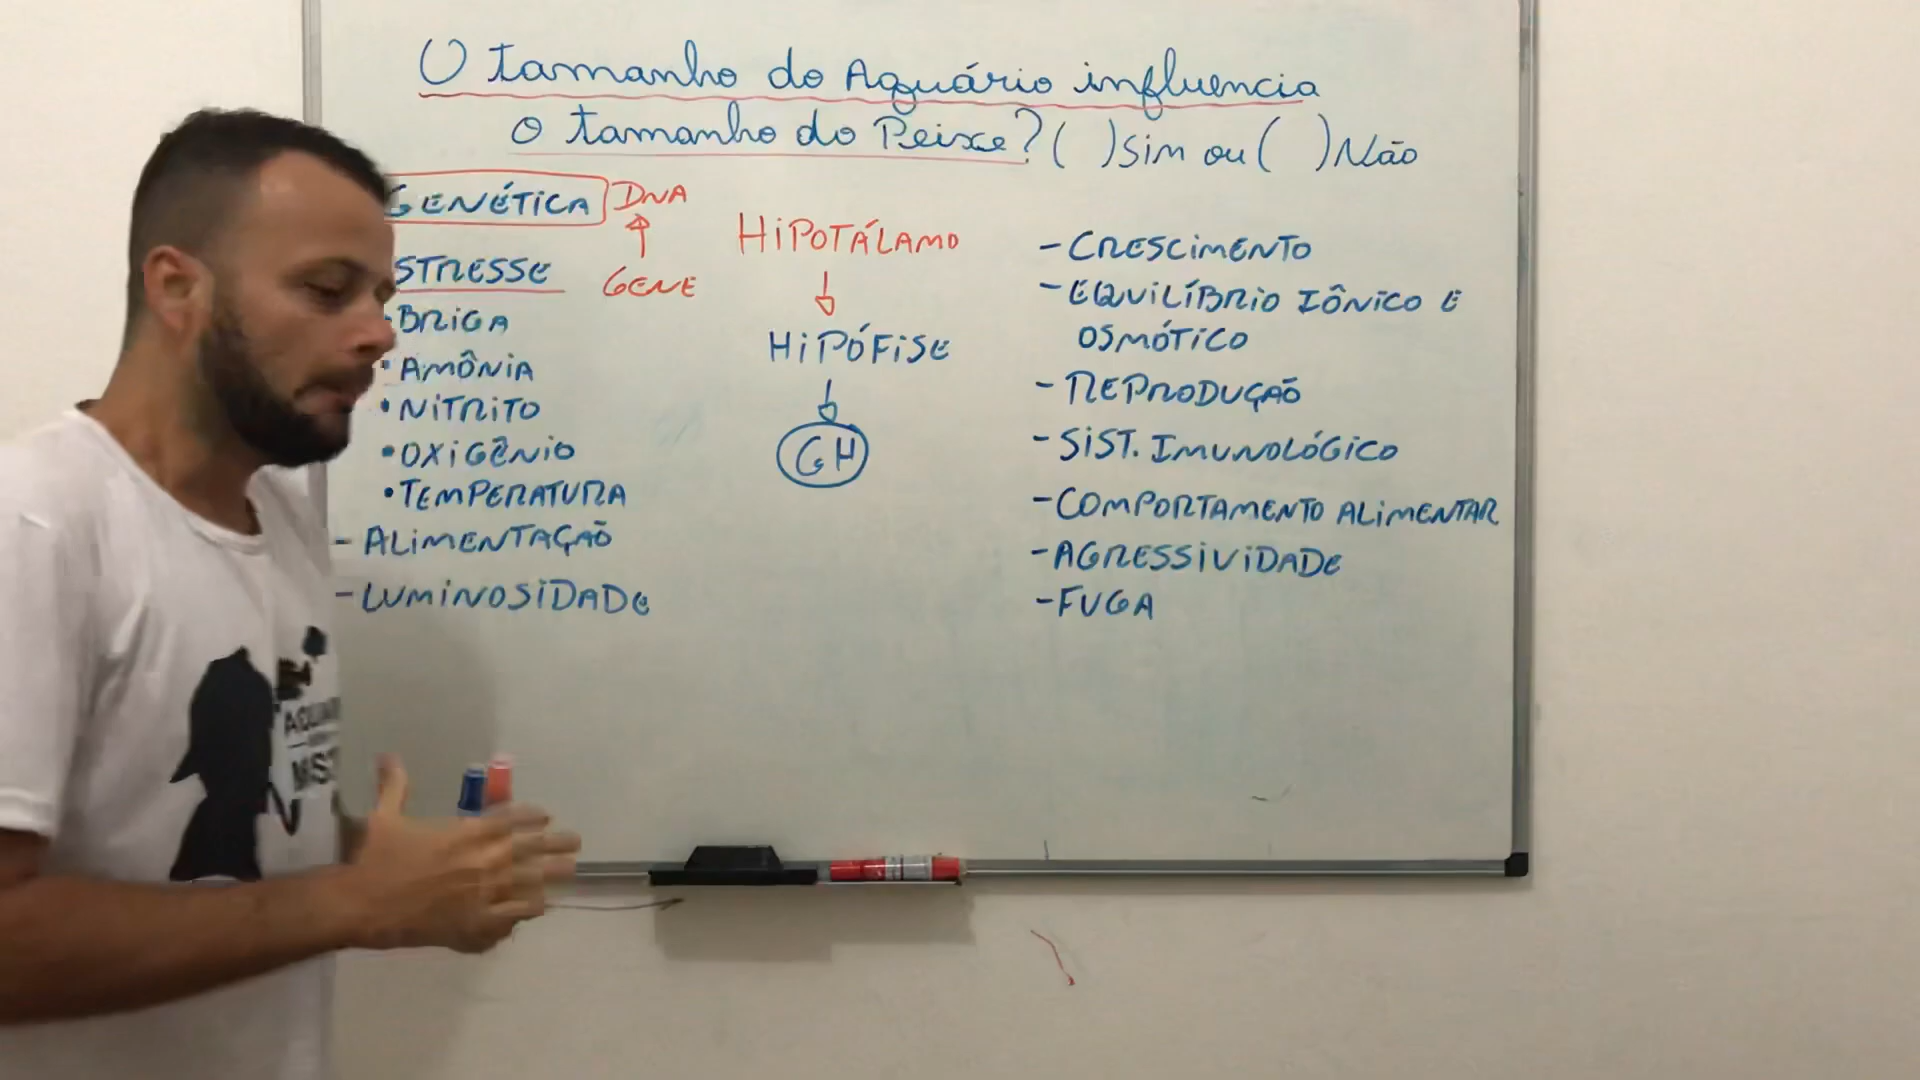 O tamanho do Aquário influencia
o tamanho do Peixe? ( ) Sim ou ( ) Não
GENÉTICA
DNA
GENE
STRESSE
• BRIGA
• AMÔNIA
• NITRITO
• OXIGÊNIO
• TEMPERATURA
- ALIMENTAÇÃO
- LUMINOSIDADE
HIPOTÁLAMO
HIPÓFISE
GH
- CRESCIMENTO
- EQUILÍBRIO IÔNICO E
OSMÓTICO
- REPRODUÇÃO
- SIST. IMUNOLÓGICO
- COMPORTAMENTO ALIMENTAR
- AGRESSIVIDADE
- FUGA